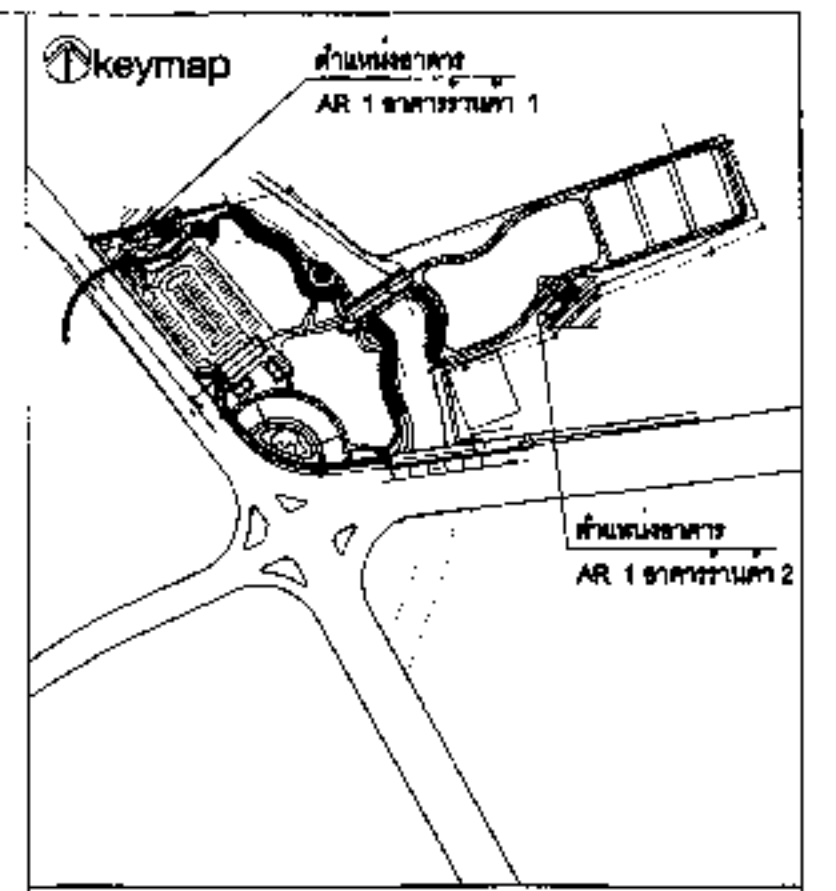 keymap
ตำแหน่งอาคาร
AR 1 อาคารร้านค้า 1
ตำแหน่งอาคาร
AR 1 อาคารร้านค้า 2